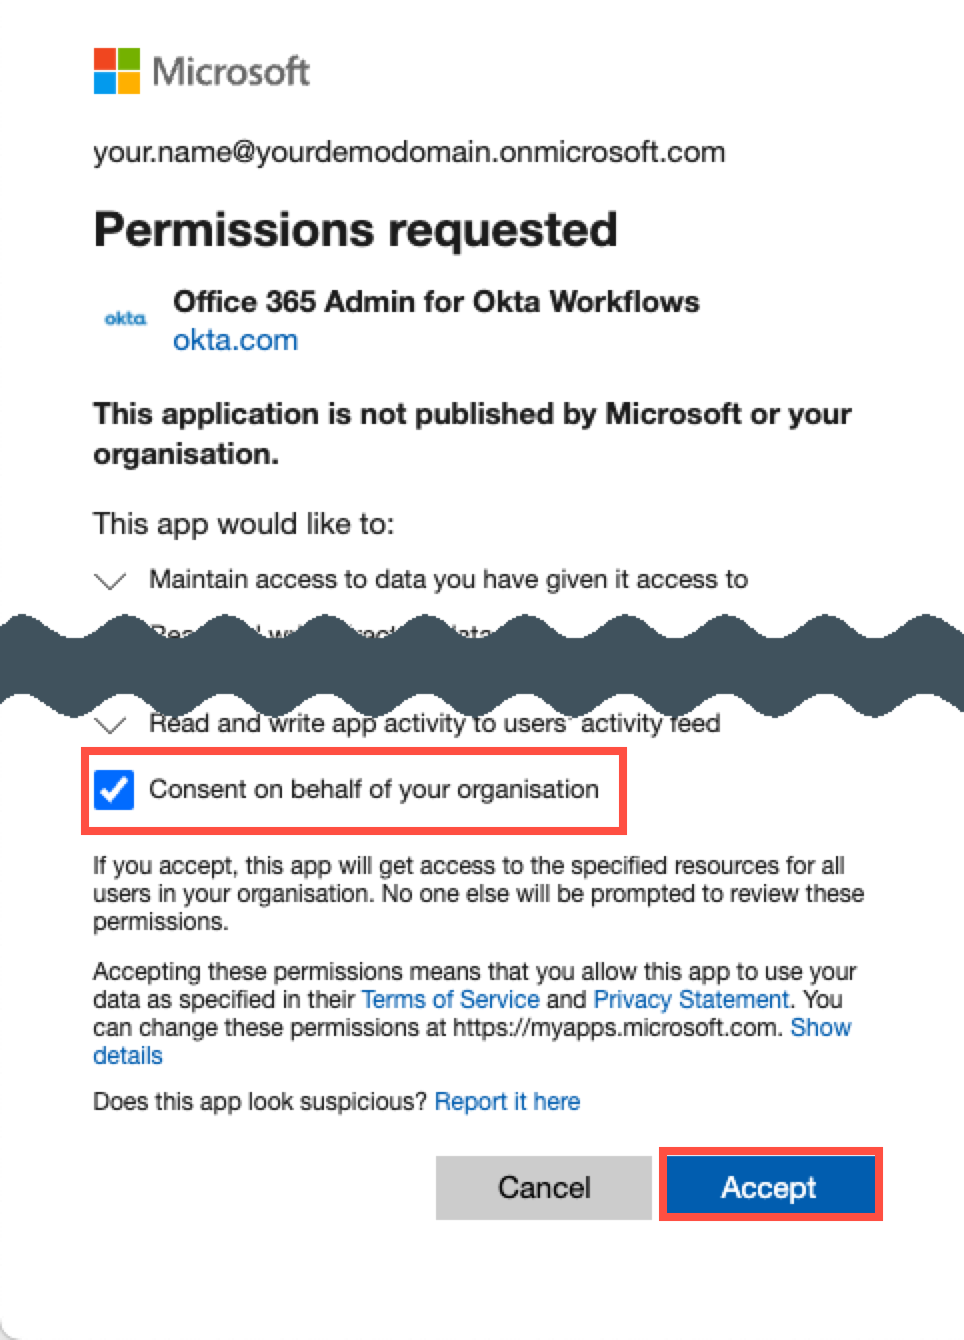 Microsoft
your.name@yourdemodomain.onmicrosoft.com
Permissions requested
okta
Office 365 Admin for Okta Workflows
okta.com
This application is not published by Microsoft or your
organisation.
This app would like to:
Maintain access to data you have given it access to
Read and write app activity to users' activity feed
Consent on behalf of your organisation
If you accept, this app will get access to the specified resources for all
users in your organisation. No one else will be prompted to review these
permissions.
Accepting these permissions means that you allow this app to use your
data as specified in their Terms of Service and Privacy Statement. You
can change these permissions at https://myapps.microsoft.com. Show
details
Does this app look suspicious? Report it here
Cancel
Accept